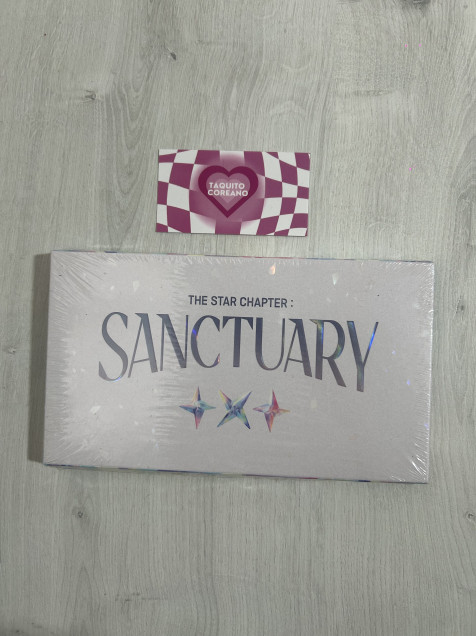 TAQUITO
COREANO
THE STAR CHAPTER :
SANCTUARY